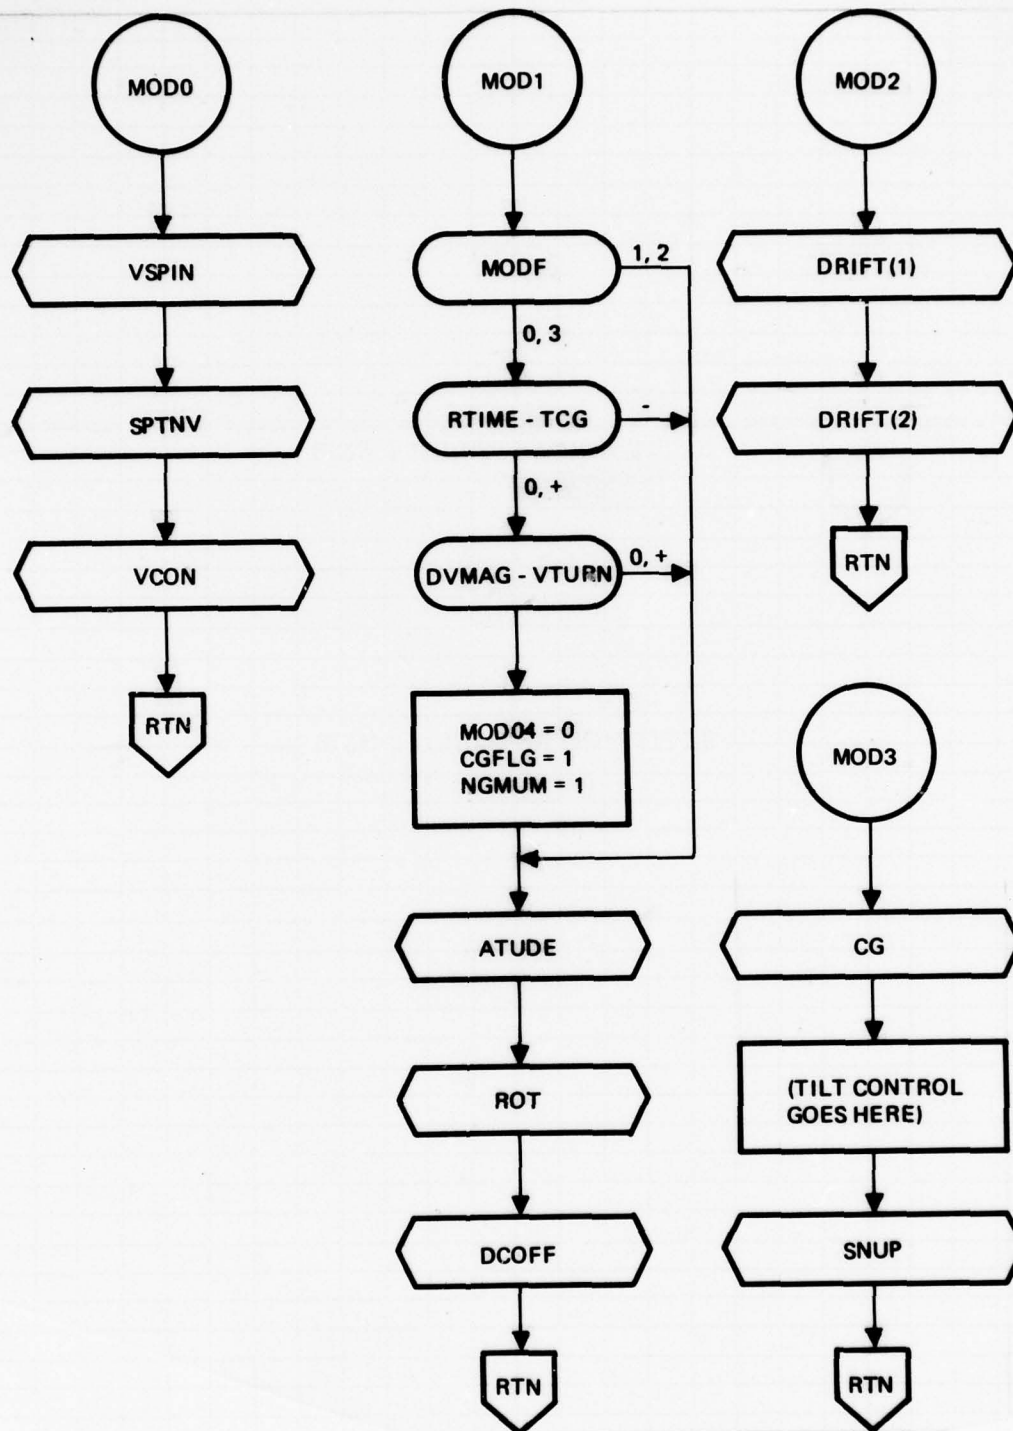 MOD0
VSPIN
SPTNV
VCON
RTN
MOD1
MODF
1, 2
0, 3
RTIME - TCG
-
0, +
DVMAG - VTURN
0, +
MOD04 = 0
CGFLG = 1
NGMUM = 1
ATUDE
ROT
DCOFF
RTN
MOD2
DRIFT(1)
DRIFT(2)
RTN
MOD3
CG
(TILT CONTROL
GOES HERE)
SNUP
RTN